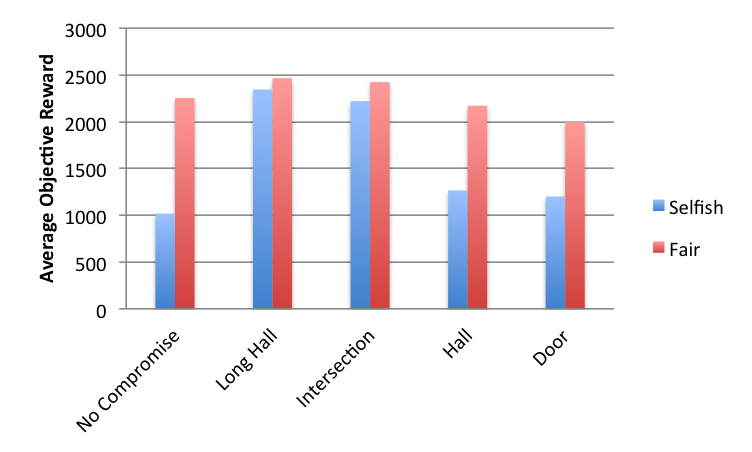 3000
2500
2000
1500
1000
500
0
Average Objective Reward
No Compromise
Long Hall
Intersection
Hall
Door
Selfish
Fair